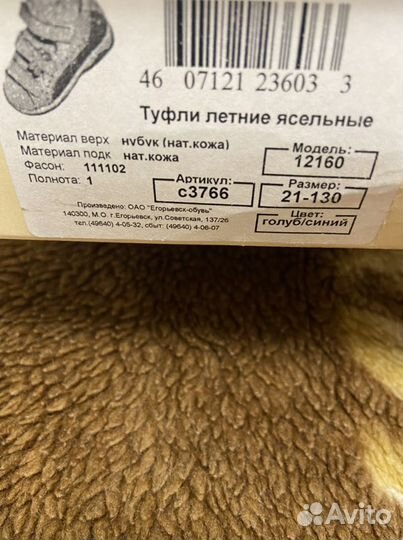 46 07121 23603 3
Туфли летние ясельные
Материал верх нубук (нат.кожа)
Материал подк нат.кожа
Фасон: 111102
Полнота: 1
Артикул:
с3766
Модель:
12160
Размер:
21-130
Цвет:
голуб/синий
Произведено: ОАО "Егорьевск-обувь"
140300, М.О. г.Егорьевск, ул.Советская, 137/26
тел.(49640) 4-05-32, сбыт: (49640) 4-06-07
Avito